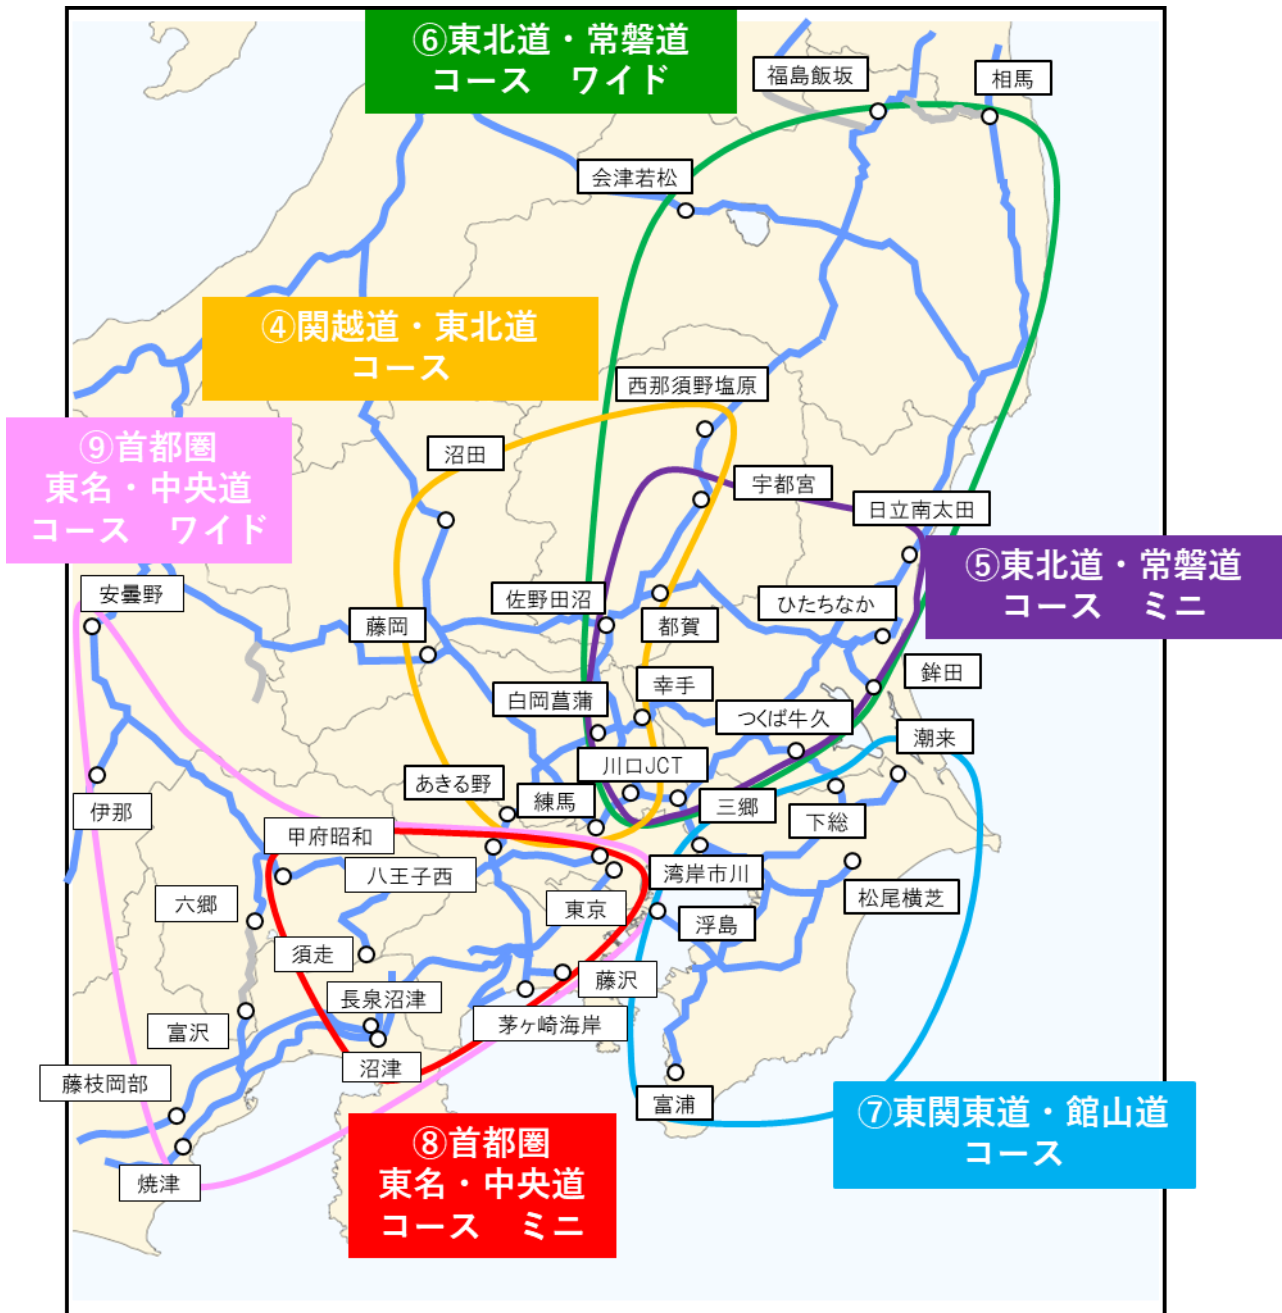 ⑥東北道・常磐道
コース　ワイド
福島飯坂
相馬
会津若松
④関越道・東北道
コース
西那須野塩原
⑨首都圏
東名・中央道
コース　ワイド
沼田
宇都宮
日立南太田
⑤東北道・常磐道
コース　ミニ
安曇野
佐野田沼
ひたちなか
藤岡
都賀
鉾田
白岡菖蒲
幸手
つくば牛久
潮来
川口JCT
あきる野
練馬
三郷
下総
伊那
甲府昭和
八王子西
湾岸市川
松尾横芝
六郷
東京
浮島
須走
藤沢
長泉沼津
茅ヶ崎海岸
富沢
沼津
藤枝岡部
富浦
⑦東関東道・館山道
コース
⑧首都圏
東名・中央道
コース　ミニ
焼津